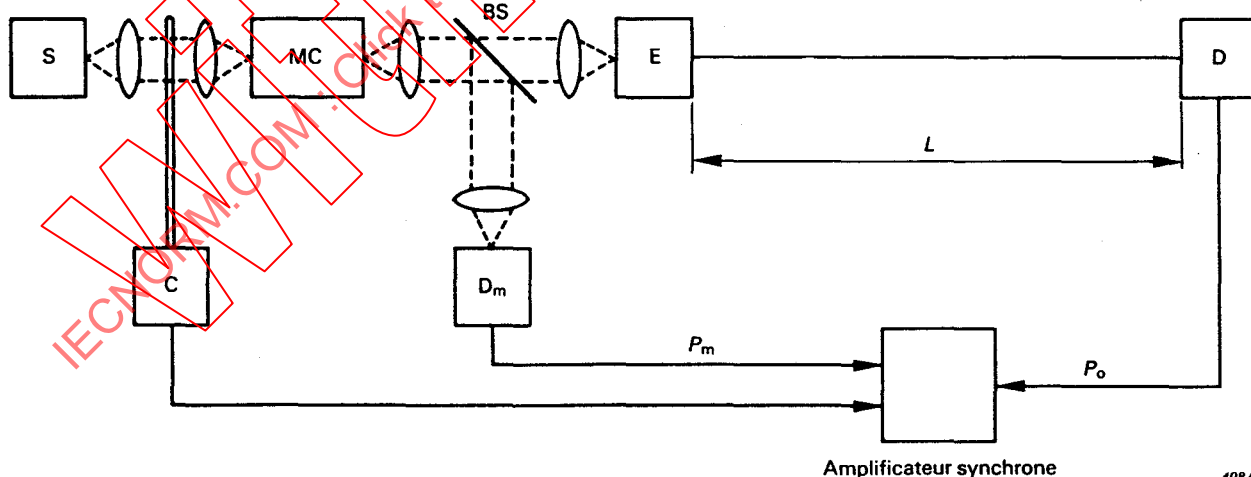 S
MC
BS
E
D
L
C
Dm
Pm
Po
Amplificateur synchrone
IECNORM.COM : Click t